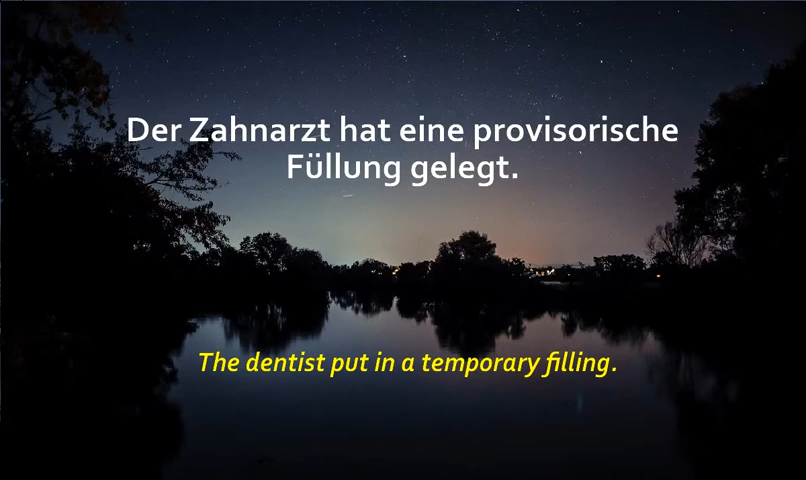 Der Zahnarzt hat eine provisorische
Füllung gelegt.
The dentist put in a temporary filling.